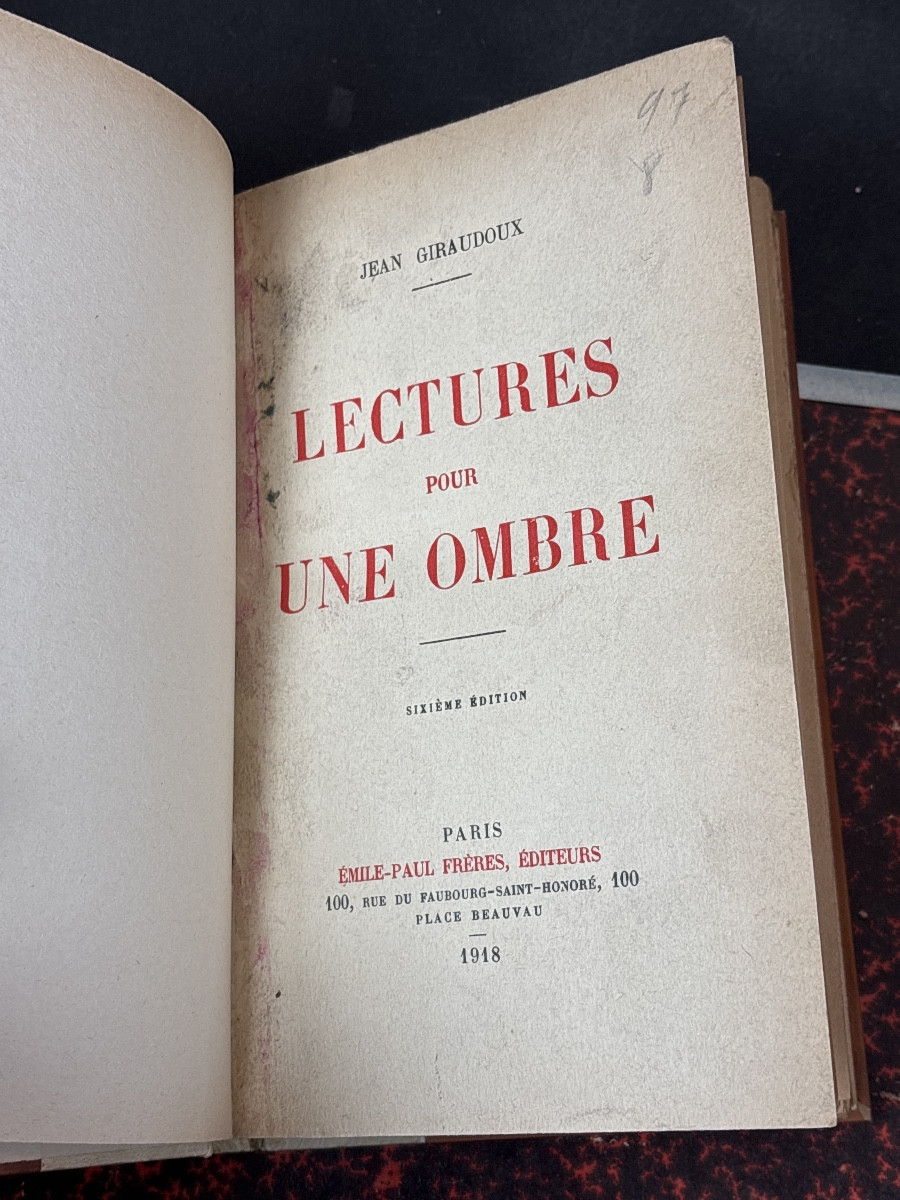 97
JEAN GIRAUDOUX
LECTURES
POUR
UNE OMBRE
SIXIÈME ÉDITION
PARIS
ÉMILE-PAUL FRÈRES, ÉDITEURS
100, RUE DU FAUBOURG-SAINT-HONORÉ, 100
PLACE BEAUVAU
1918